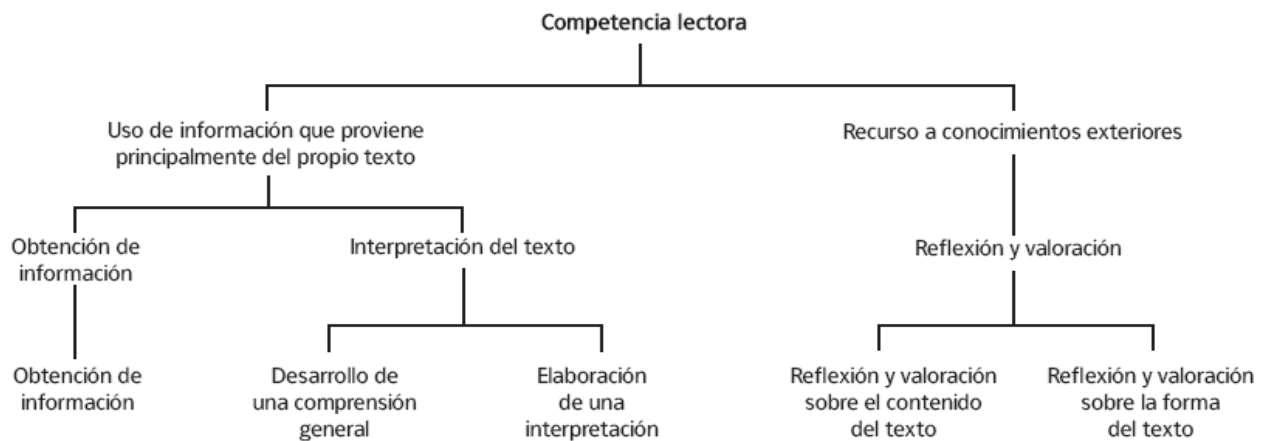 Competencia lectora
Uso de información que proviene
principalmente del propio texto
Recurso a conocimientos exteriores
Obtención de
información
Interpretación del texto
Reflexión y valoración
Obtención de
información
Desarrollo de
una comprensión
general
Elaboración
de una
interpretación
Reflexión y valoración
sobre el contenido
del texto
Reflexión y valoración
sobre la forma
del texto